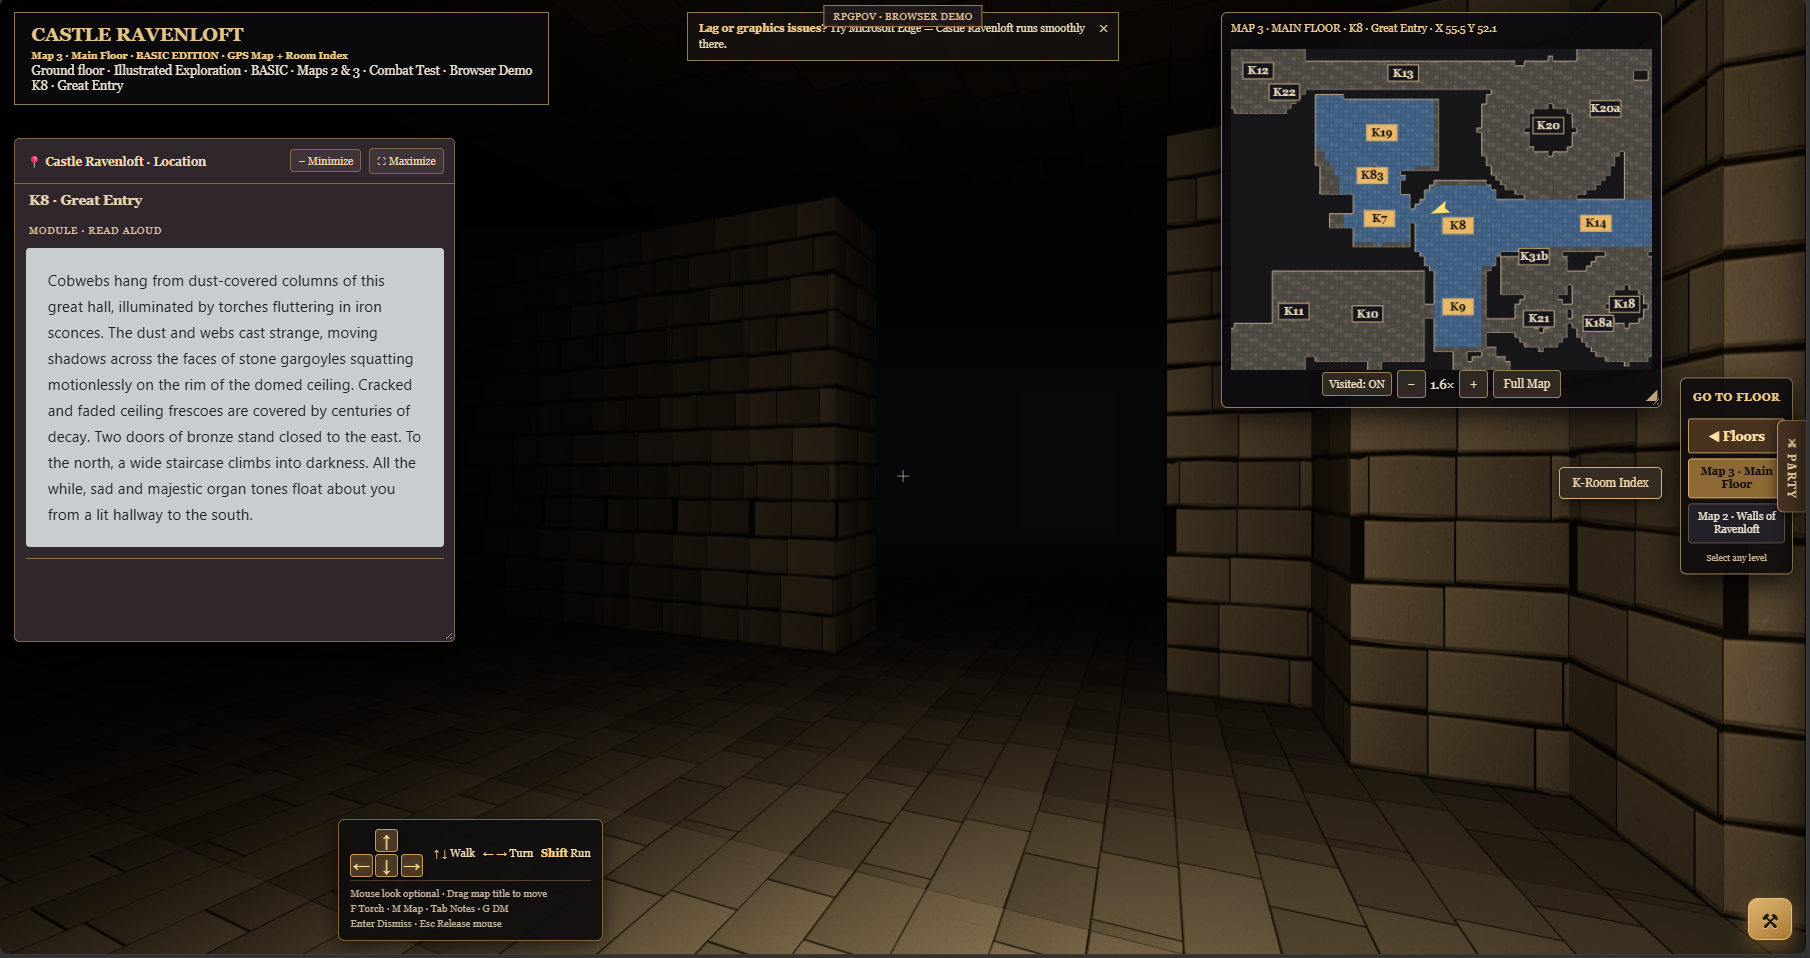 CASTLE RAVENLOFT
Map 3 · Main Floor · BASIC EDITION · GPS Map + Room Index
Ground floor · Illustrated Exploration · BASIC · Maps 2 & 3 · Combat Test · Browser Demo
K8 · Great Entry
RPGPOV · BROWSER DEMO
Lag or graphics issues? Try Microsoft Edge — Castle Ravenloft runs smoothly
there.
×
MAP 3 · MAIN FLOOR · K8 · Great Entry · X 55.5 Y 52.1
K12
K13
K22
K20a
K20
K19
K83
K7
K8
K14
K31b
K9
K11
K10
K21
K18
K18a
Visited: ON
−
1.6×
+
Full Map
Castle Ravenloft · Location
− Minimize
Maximize
K8 · Great Entry
MODULE · READ ALOUD
Cobwebs hang from dust-covered columns of this
great hall, illuminated by torches fluttering in iron
sconces. The dust and webs cast strange, moving
shadows across the faces of stone gargoyles squatting
motionlessly on the rim of the domed ceiling. Cracked
and faded ceiling frescoes are covered by centuries of
decay. Two doors of bronze stand closed to the east. To
the north, a wide staircase climbs into darkness. All the
while, sad and majestic organ tones float about you
from a lit hallway to the south.
GO TO FLOOR
◀ Floors
Map 3 · Main
Floor
Map 2 · Walls of
Ravenloft
Select any level
PARTY
K-Room Index
↑
← ↓ →
↑↓ Walk ←→ Turn Shift Run
Mouse look optional · Drag map title to move
F Torch · M Map · Tab Notes · G DM
Enter Dismiss · Esc Release mouse